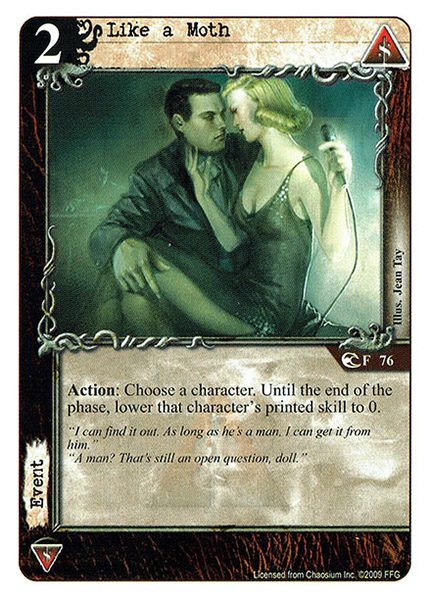 2
Like a Moth
Illus. Jean Tay
F 76
Action: Choose a character. Until the end of the
phase, lower that character's printed skill to 0.
"I can find it out. As long as he's a man, I can get it from
him."
"A man? That's still an open question, doll."
Event
Licensed from Chaosium Inc. ©2009 FFG